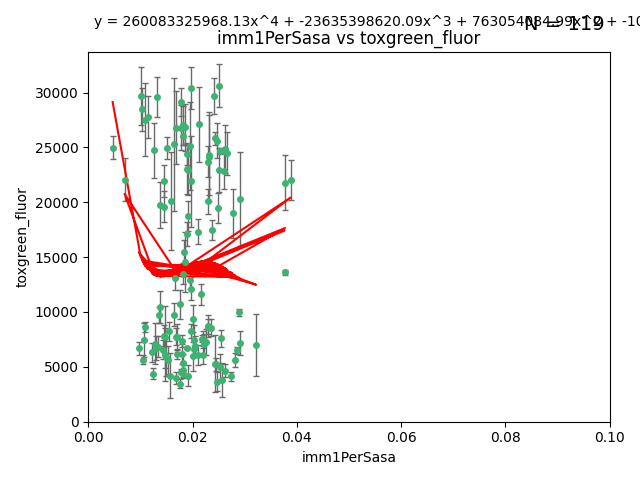 y = 260083325968.13x^4 + -23635398620.09x^3 + 763054084.99x^2 + -10
N = 119
imm1PerSasa vs toxgreen_fluor
30000
25000
20000
15000
10000
5000
0
toxgreen_fluor
0.00 0.02 0.04 0.06 0.08 0.10
imm1PerSasa